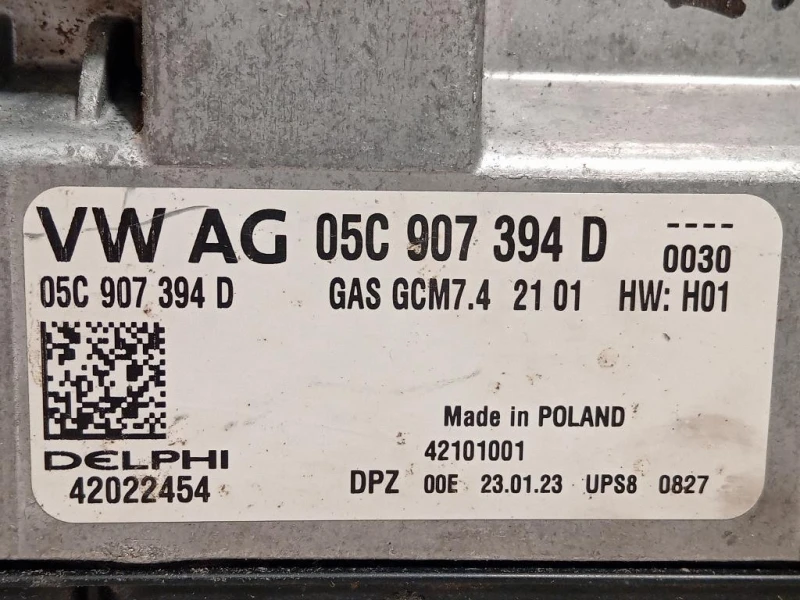 VW AG 05C 907 394 D ----
0030
05C 907 394 D GAS GCM7.4 21 01 HW: H01
Made in POLAND
DELPHI 42101001
42022454 DPZ 00E 23.01.23 UPS8 0827